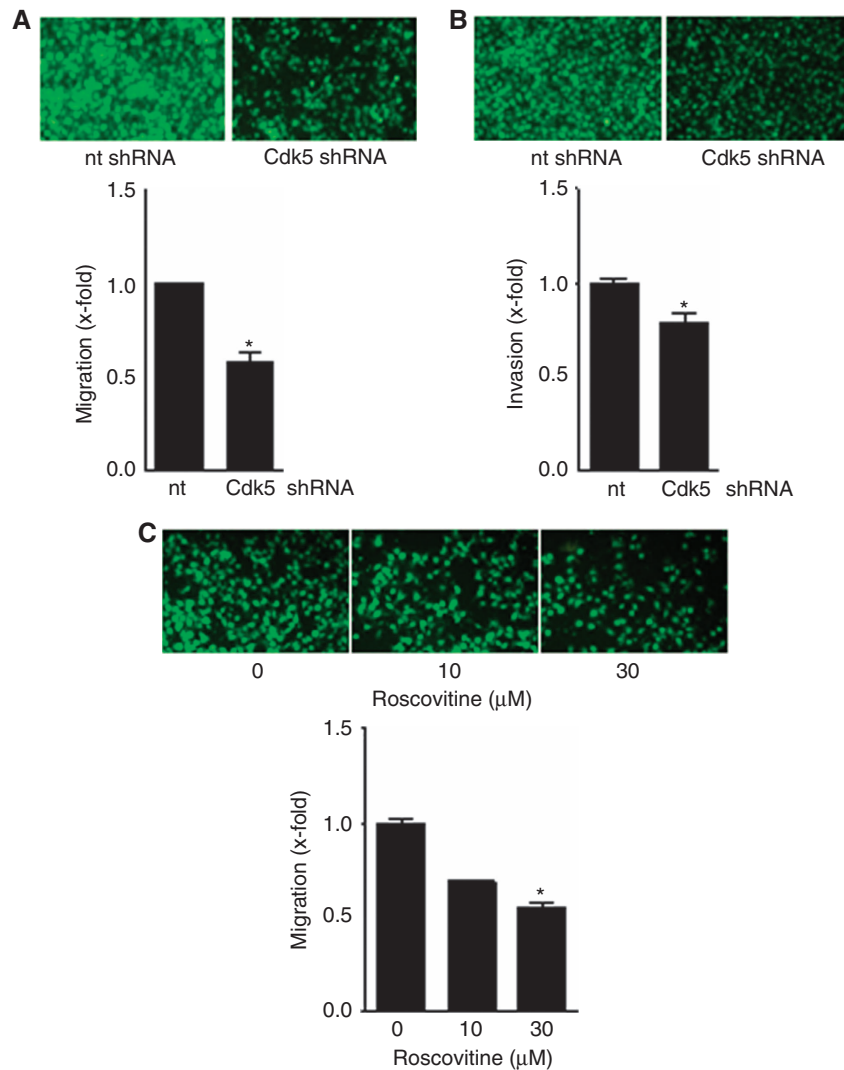 A
nt shRNA Cdk5 shRNA
1.5
1.0
0.5
0.0
Migration (x-fold)
*
nt Cdk5 shRNA
B
nt shRNA Cdk5 shRNA
1.5
1.0
0.5
0.0
Invasion (x-fold)
*
nt Cdk5 shRNA
C
0 10 30
Roscovitine (μM)
1.5
1.0
0.5
0.0
Migration (x-fold)
*
0 10 30
Roscovitine (μM)